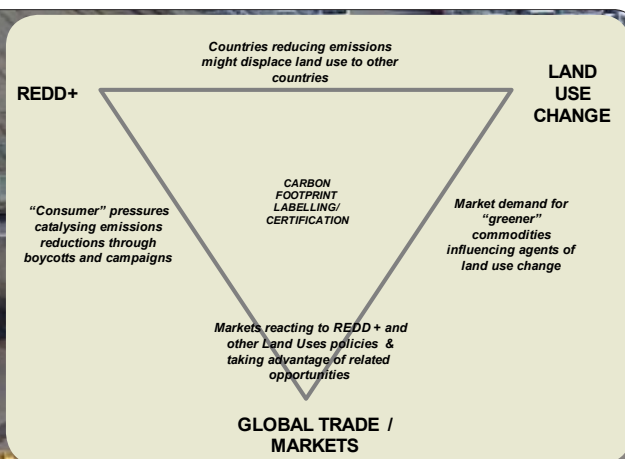 Countries reducing emissions
might displace land use to other
countries
REDD+
LAND
USE
CHANGE
CARBON
FOOTPRINT
LABELLING/
CERTIFICATION
“Consumer” pressures
catalysing emissions
reductions through
boycotts and campaigns
Market demand for
“greener”
commodities
influencing agents of
land use change
Markets reacting to REDD+ and
other Land Uses policies &
taking advantage of related
opportunities
GLOBAL TRADE /
MARKETS